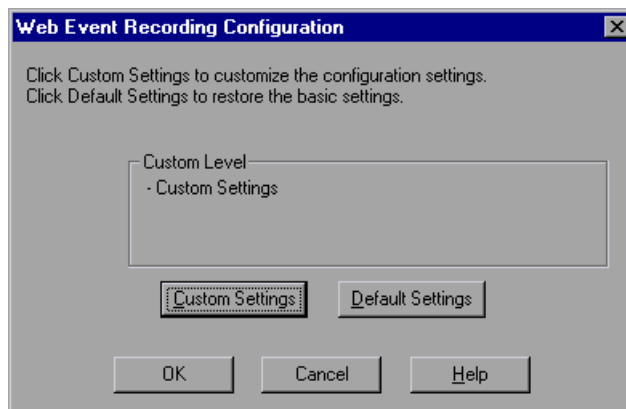 Web Event Recording Configuration
Click Custom Settings to customize the configuration settings.
Click Default Settings to restore the basic settings.
Custom Level
- Custom Settings
Custom Settings Default Settings
OK Cancel Help